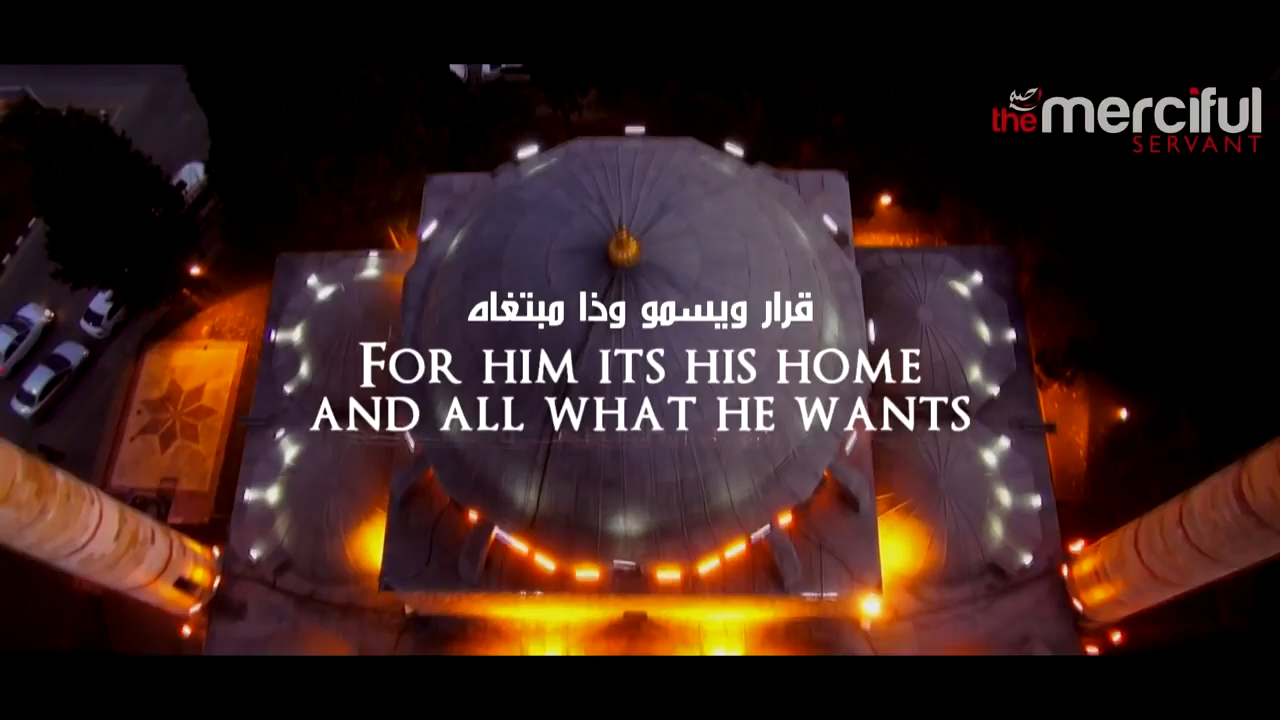 the merciful
SERVANT
قرار ويسمو وذا مبتغاه
FOR HIM ITS HIS HOME
AND ALL WHAT HE WANTS